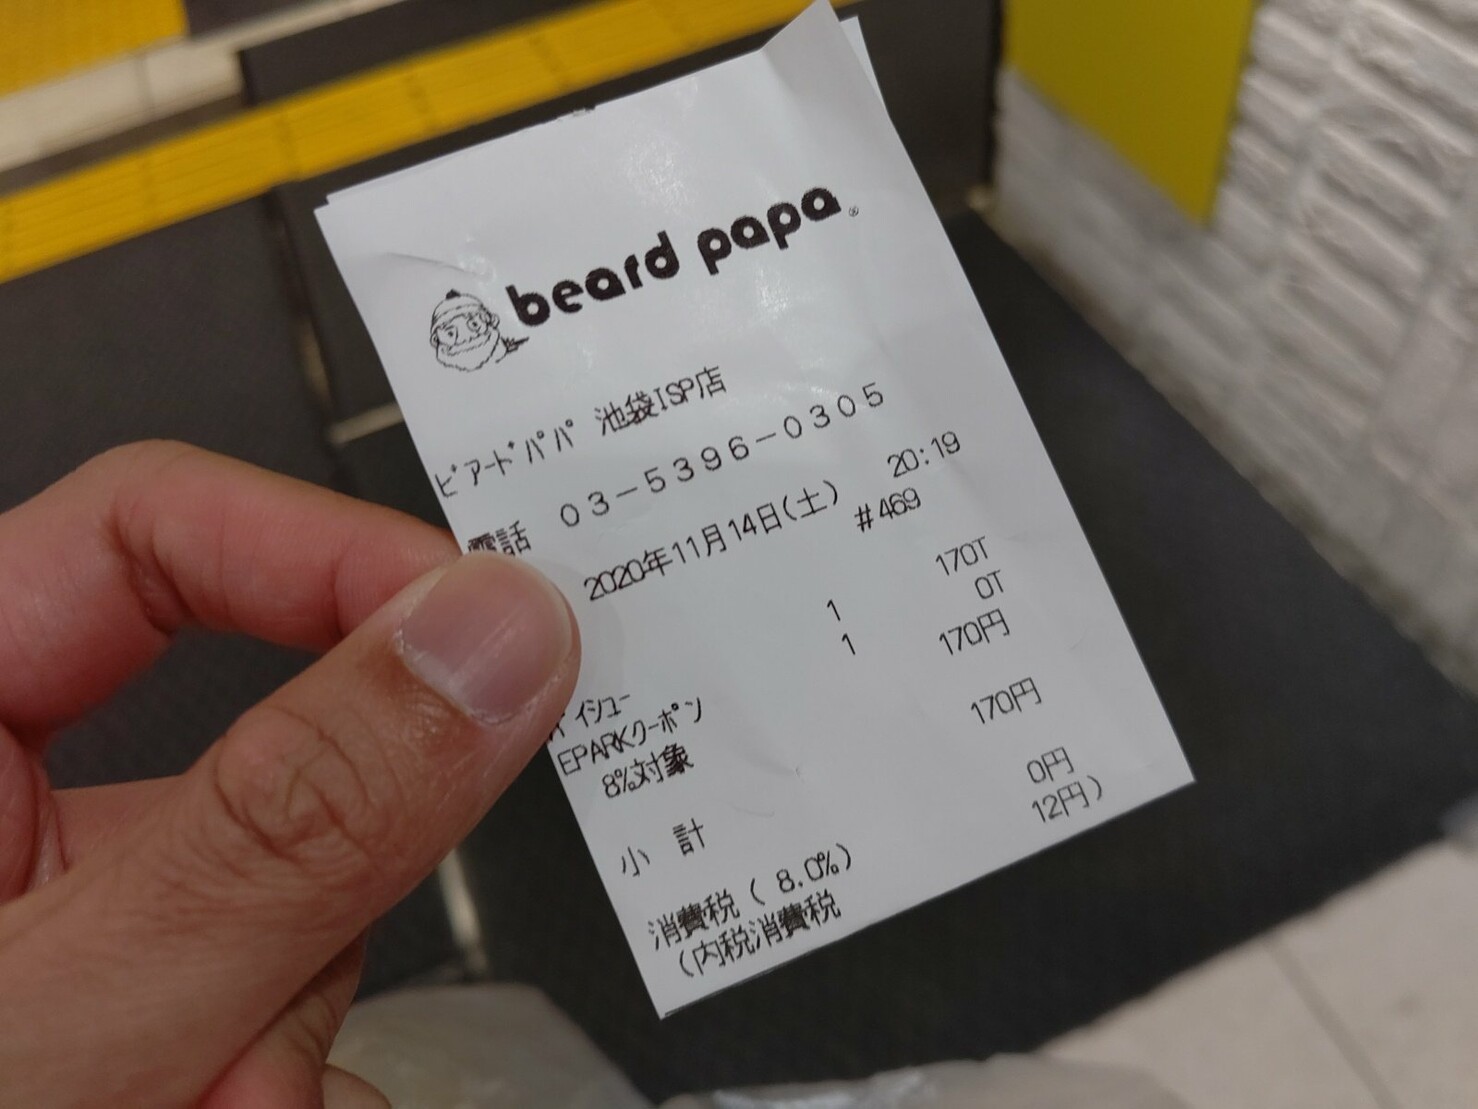 beard papa®
ﾋﾞｱｰﾄﾞﾊﾟﾊﾟ 池袋ISP店
電話 03-5396-0305
2020年11月14日(土) 20:19
#469
ﾊﾟｲｼｭｰ 1 170T
EPARKｸｰﾎﾟﾝ 1 0T
8%対象 170円
小 計 170円
消費税 ( 8.0%) 0円
(内税消費税 12円)